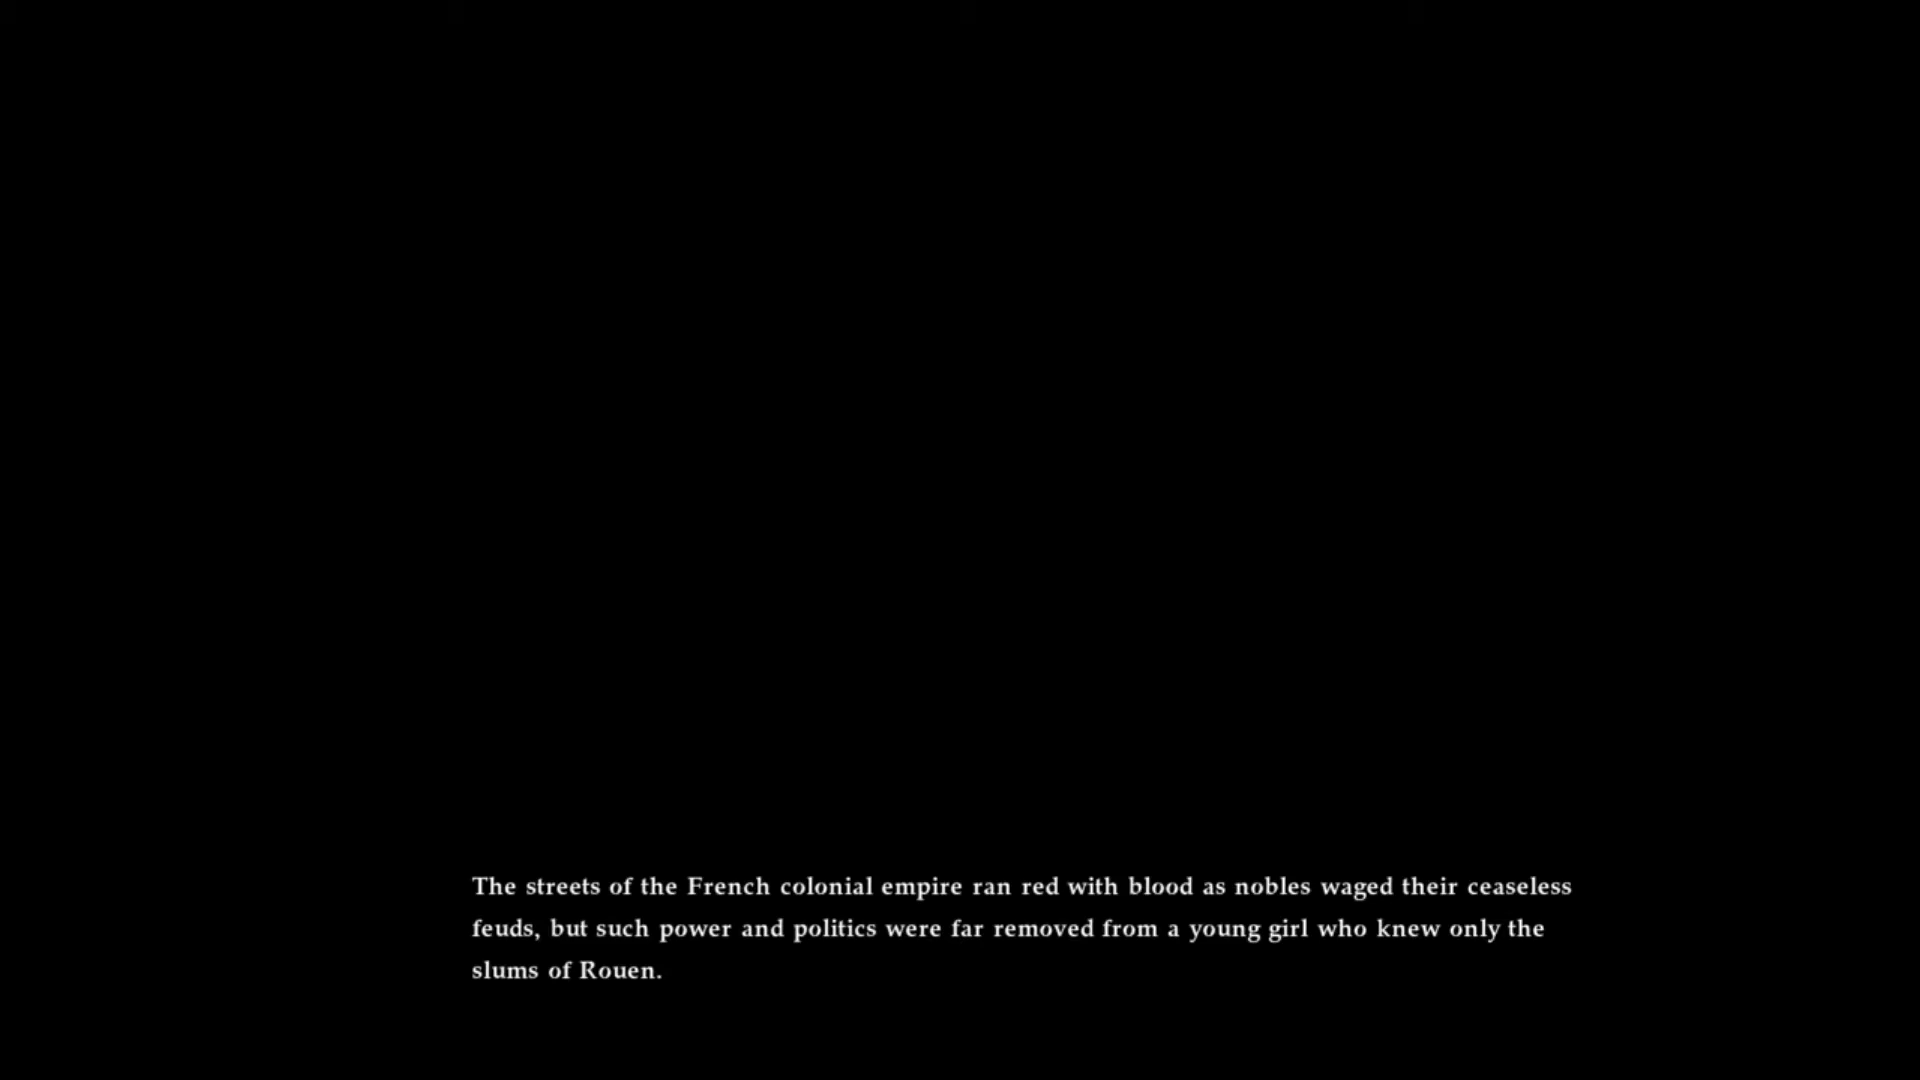 The streets of the French colonial empire ran red with blood as nobles waged their ceaseless
feuds, but such power and politics were far removed from a young girl who knew only the
slums of Rouen.